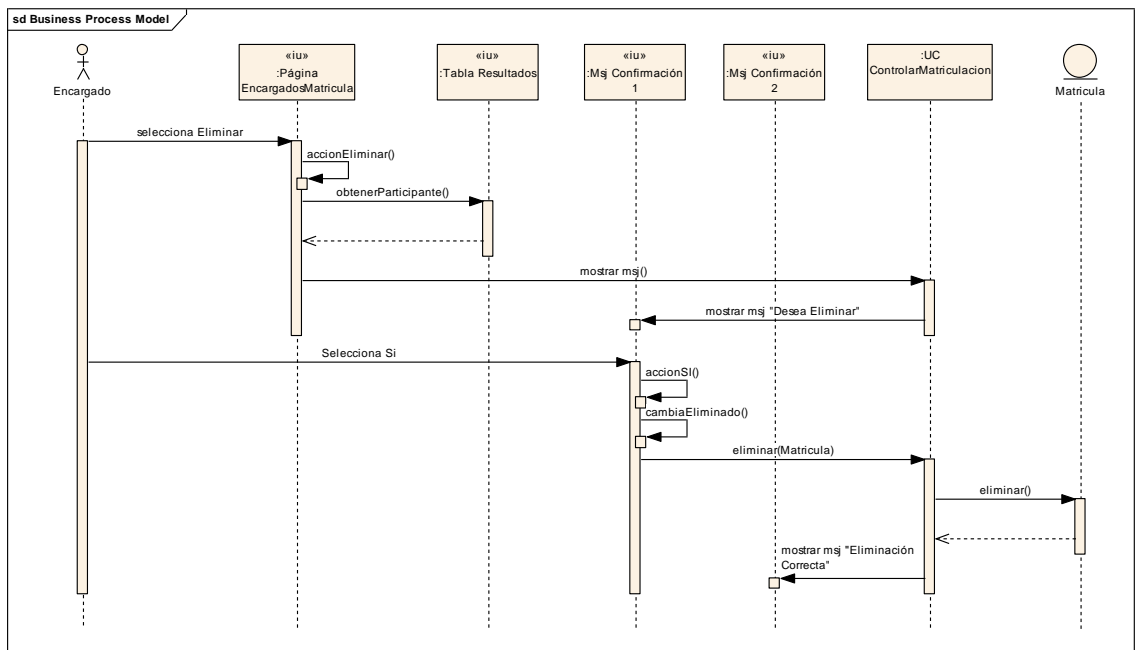 sd Business Process Model
Encargado
«iu»
:Página
EncargadosMatricula
«iu»
:Tabla Resultados
«iu»
:Msj Confirmación
1
«iu»
:Msj Confirmación
2
:UC
ControlarMatriculacion
Matricula
selecciona Eliminar
accionEliminar()
obtenerParticipante()
mostrar msj()
mostrar msj "Desea Eliminar"
Selecciona Si
accionSI()
cambiaEliminado()
eliminar(Matricula)
eliminar()
mostrar msj "Eliminación
Correcta"